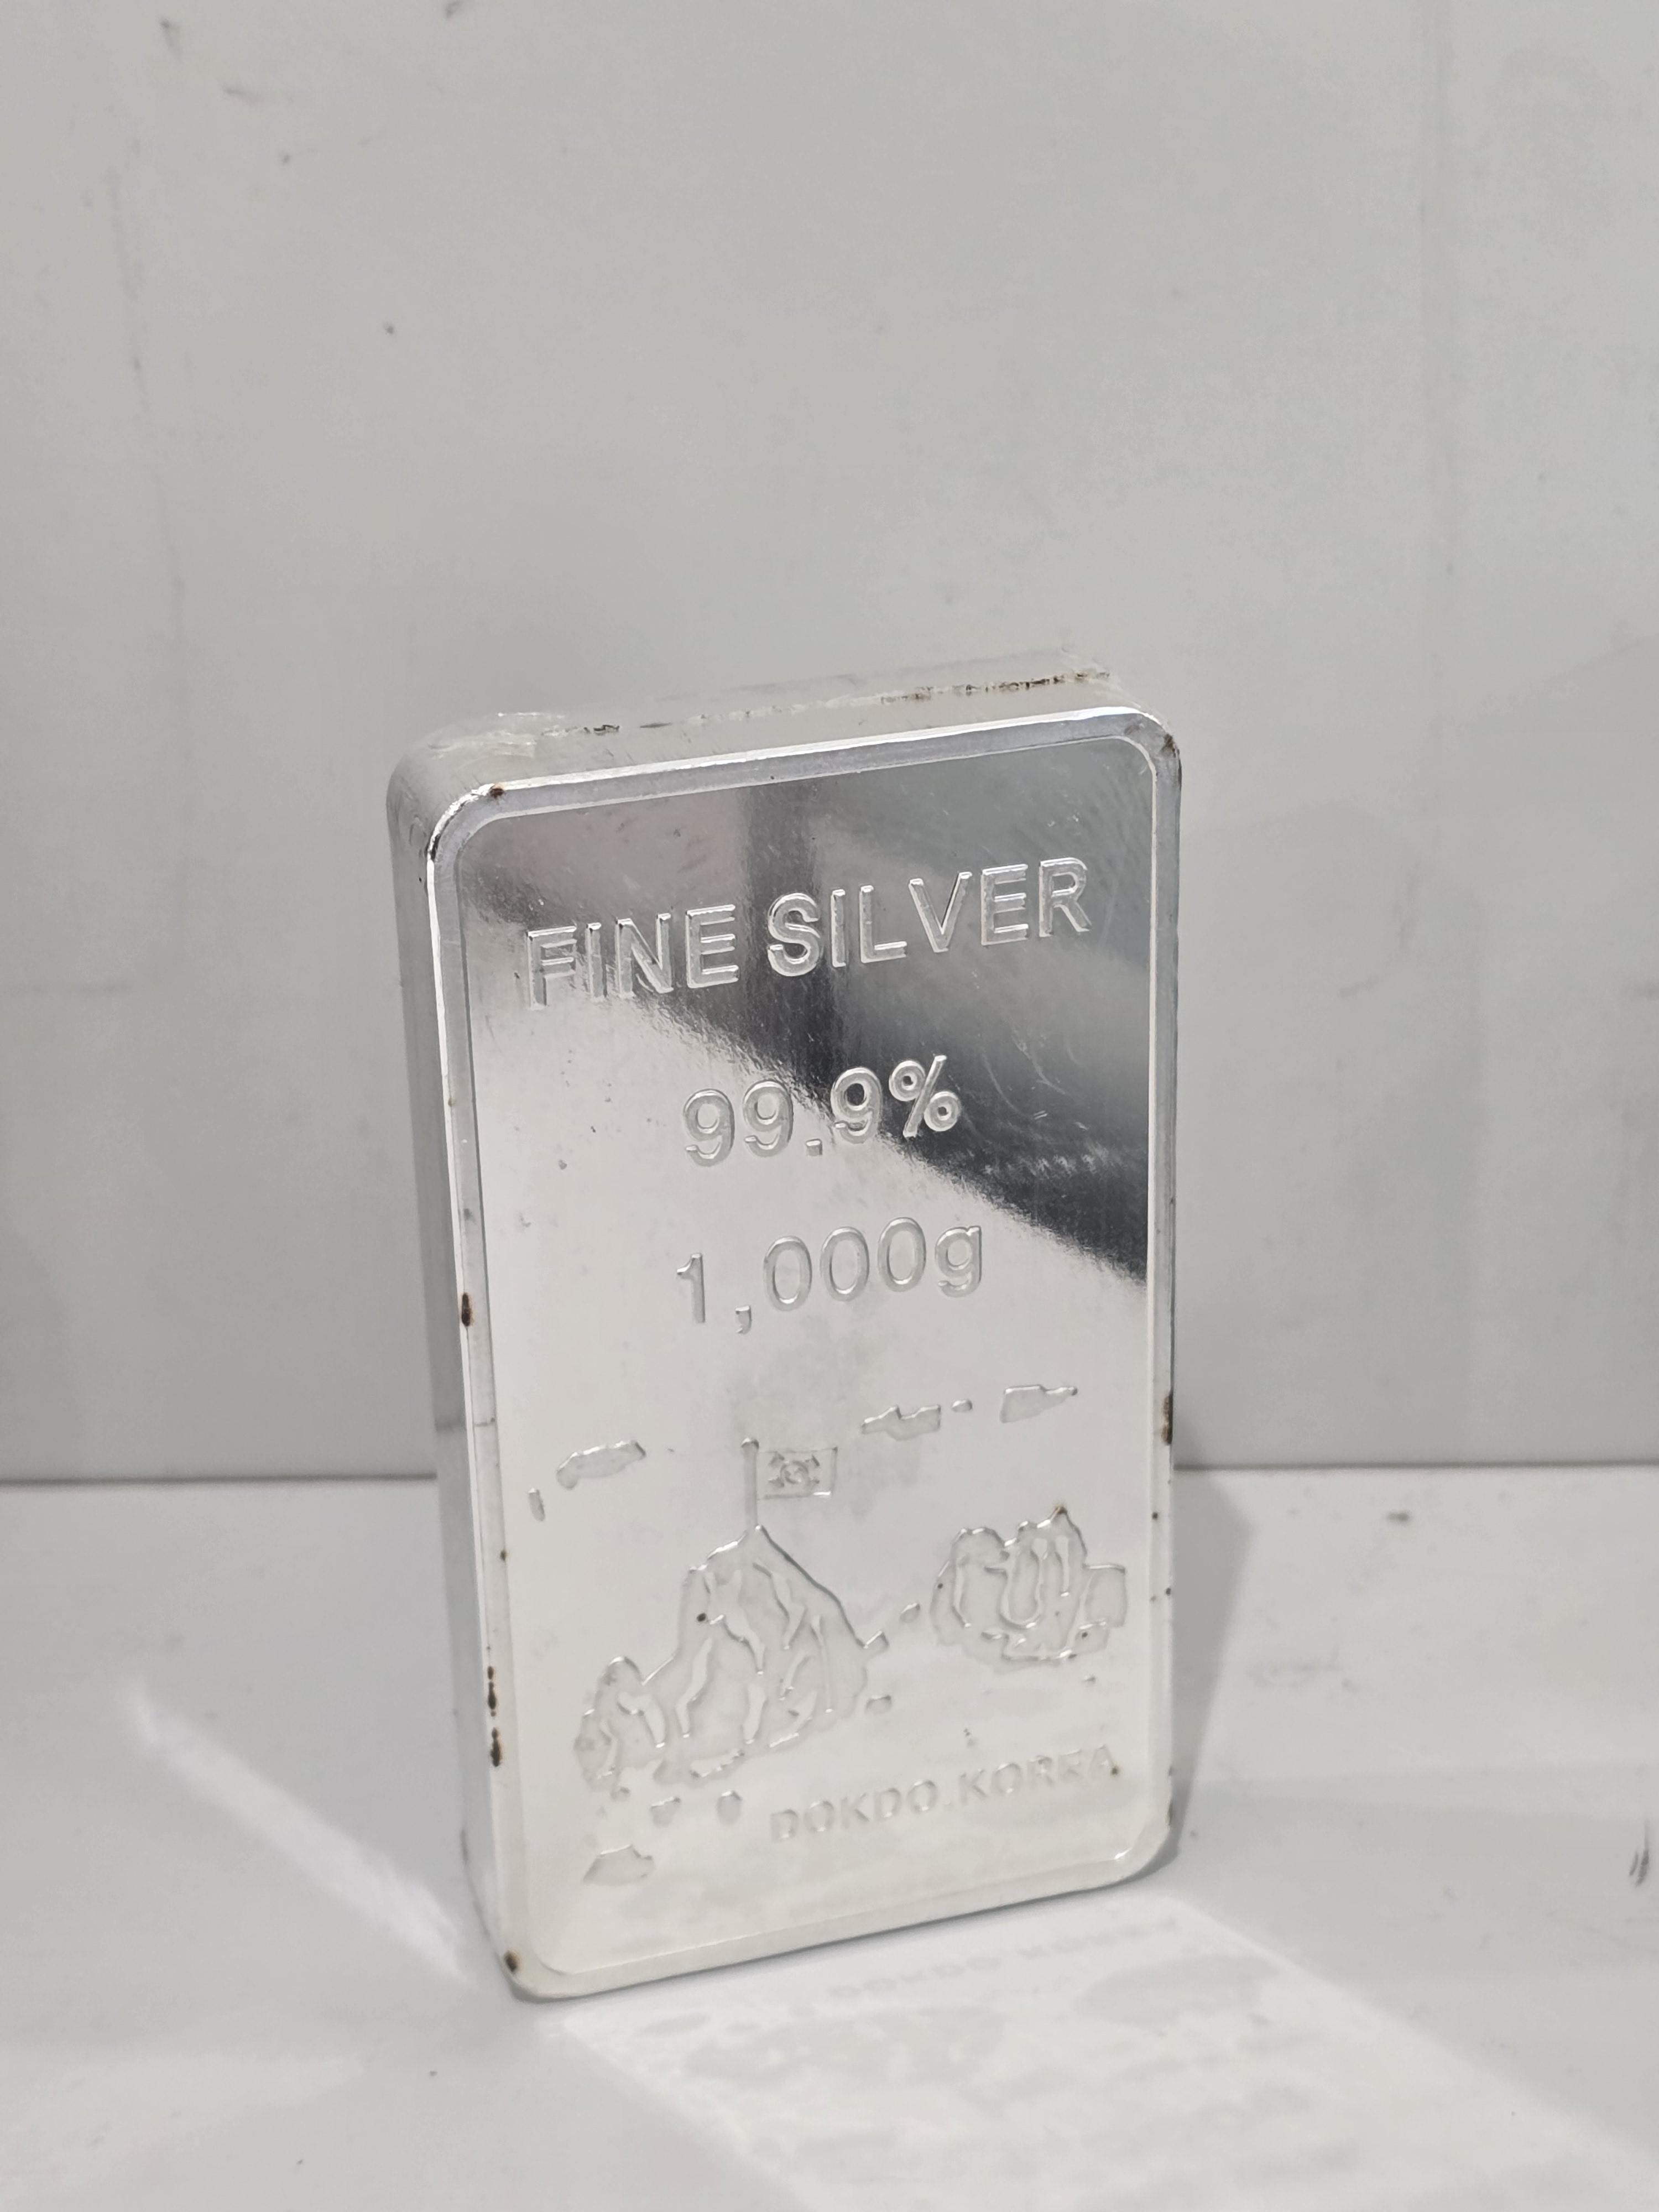 FINE SILVER
99.9%
1,000g
DOKDO.KOREA